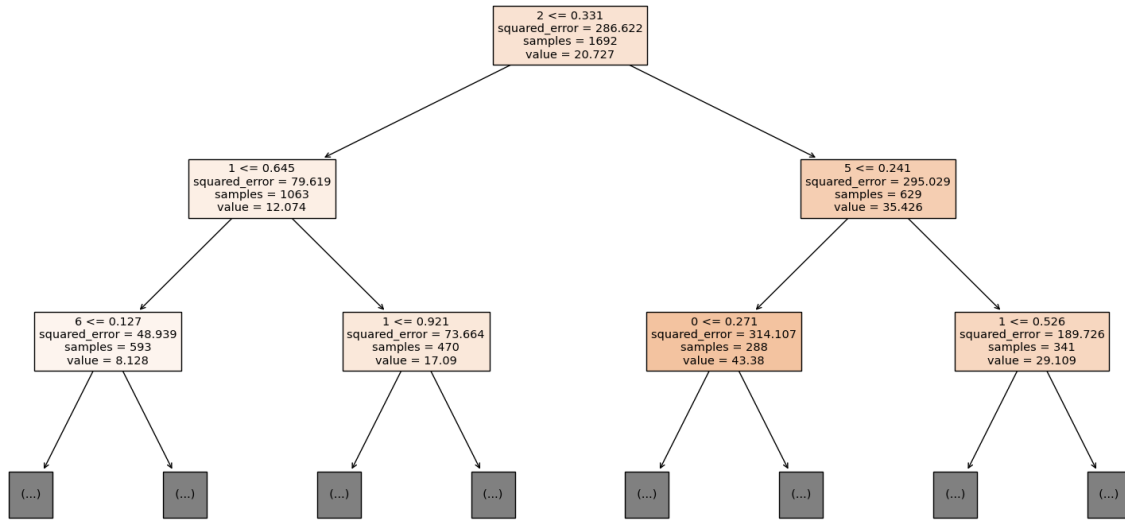 2 <= 0.331
squared_error = 286.622
samples = 1692
value = 20.727
1 <= 0.645
squared_error = 79.619
samples = 1063
value = 12.074
5 <= 0.241
squared_error = 295.029
samples = 629
value = 35.426
6 <= 0.127
squared_error = 48.939
samples = 593
value = 8.128
1 <= 0.921
squared_error = 73.664
samples = 470
value = 17.09
0 <= 0.271
squared_error = 314.107
samples = 288
value = 43.38
1 <= 0.526
squared_error = 189.726
samples = 341
value = 29.109
(...)
(...)
(...)
(...)
(...)
(...)
(...)
(...)